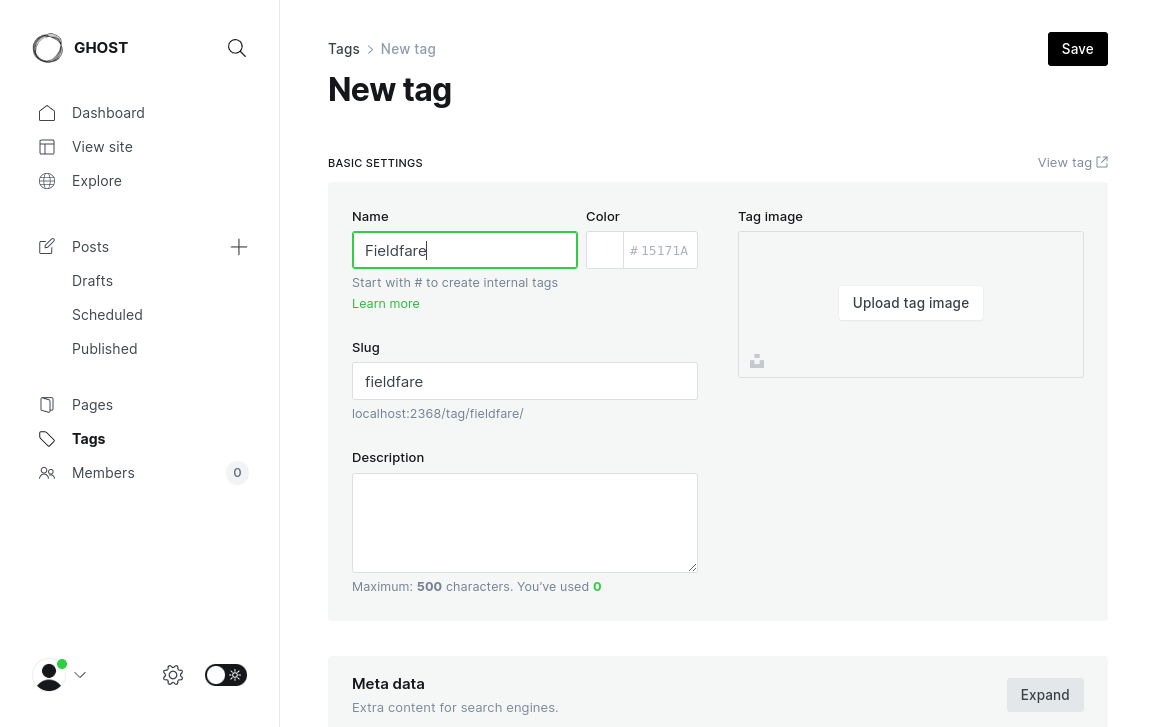 GHOST
Dashboard
View site
Explore
Posts
Drafts
Scheduled
Published
Pages
Tags
Members 0
Tags > New tag
Save
New tag
BASIC SETTINGS
View tag
Name
Color
Tag image
Fieldfare
# 15171A
Start with # to create internal tags
Learn more
Upload tag image
Slug
fieldfare
localhost:2368/tag/fieldfare/
Description
Maximum: 500 characters. You’ve used 0
Meta data
Extra content for search engines.
Expand